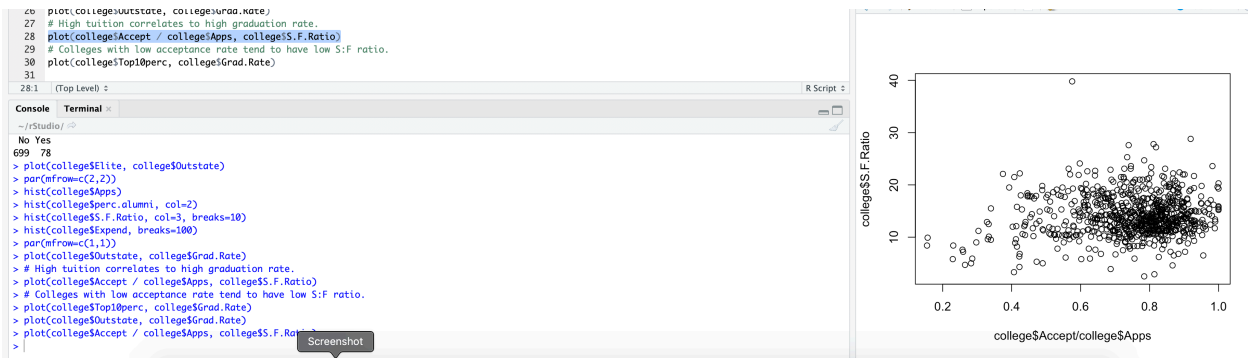 26 plot(college$Outstate, college$Grad.Rate)
27 # High tuition correlates to high graduation rate.
28 plot(college$Accept / college$Apps, college$S.F.Ratio)
29 # Colleges with low acceptance rate tend to have low S:F ratio.
30 plot(college$Top10perc, college$Grad.Rate)
31
28:1 (Top Level) R Script
Console Terminal ×
~/rStudio/
No Yes
699 78
> plot(college$Elite, college$Outstate)
> par(mfrow=c(2,2))
> hist(college$Apps)
> hist(college$perc.alumni, col=2)
> hist(college$S.F.Ratio, col=3, breaks=10)
> hist(college$Expend, breaks=100)
> par(mfrow=c(1,1))
> plot(college$Outstate, college$Grad.Rate)
> # High tuition correlates to high graduation rate.
> plot(college$Accept / college$Apps, college$S.F.Ratio)
> # Colleges with low acceptance rate tend to have low S:F ratio.
> plot(college$Top10perc, college$Grad.Rate)
> plot(college$Outstate, college$Grad.Rate)
> plot(college$Accept / college$Apps, college$S.F.Ratio)
>
Screenshot
college$S.F.Ratio
40
30
20
10
0.2 0.4 0.6 0.8 1.0
college$Accept/college$Apps